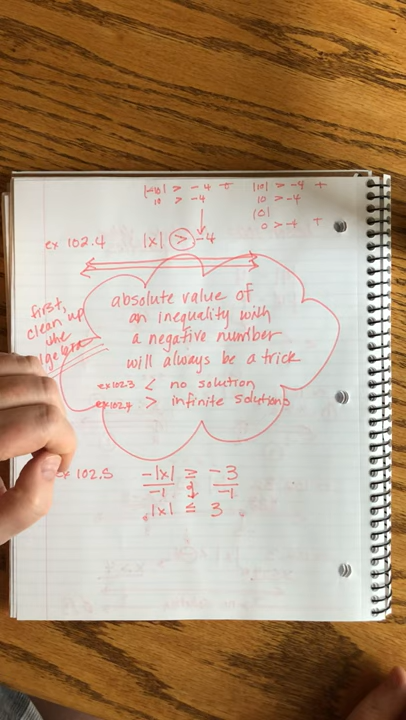 |-10| > -4 +
10 > -4
|10| > -4 +
10 > -4
|0|
0 > -4 +
ex 102.4 |x| > -4
first,
clean up
the
algebra
absolute value of
an inequality with
a negative number
will always be a trick
ex 102.3 < no solution
ex 102.4 > infinite solutions
ex 102.5 -|x| ≥ -3
-1 -1
|x| ≤ 3